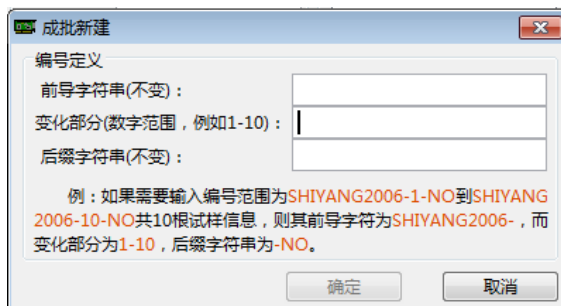 成批新建
编号定义
前导字符串(不变)：
变化部分(数字范围，例如1-10)：
后缀字符串(不变)：
例：如果需要输入编号范围为SHIYANG2006-1-NO到SHIYANG
2006-10-NO共10根试样信息，则其前导字符为SHIYANG2006-，而
变化部分为1-10，后缀字符串为-NO。
确定
取消